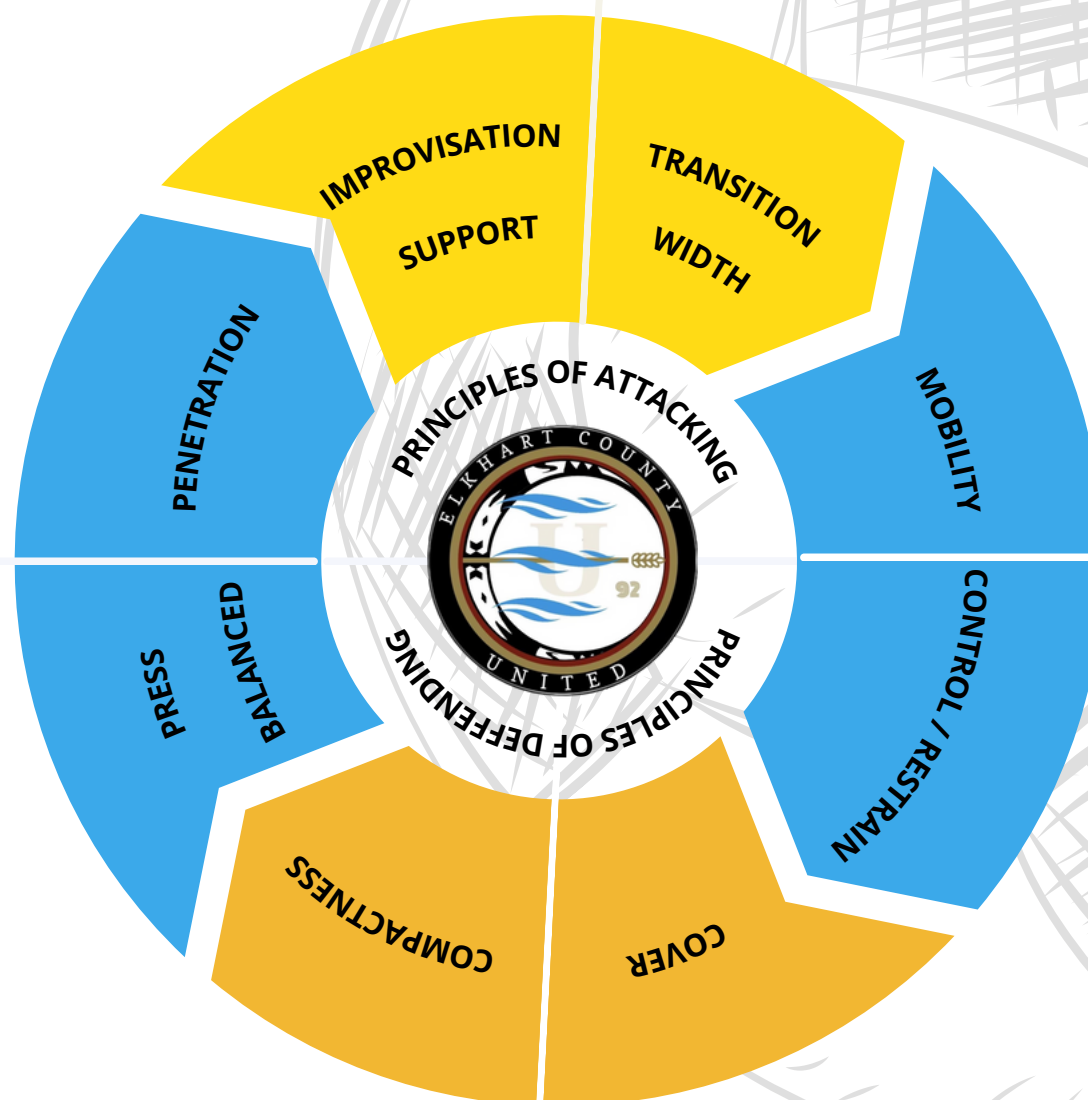 IMPROVISATION
SUPPORT
TRANSITION
WIDTH
PENETRATION
MOBILITY
PRINCIPLES OF ATTACKING
ELKHART COUNTY
U
92
UNITED
PRINCIPLES OF DEFFENDING
PRESS
BALANCED
CONTROL / RESTRAIN
COMPACTNESS
COVER